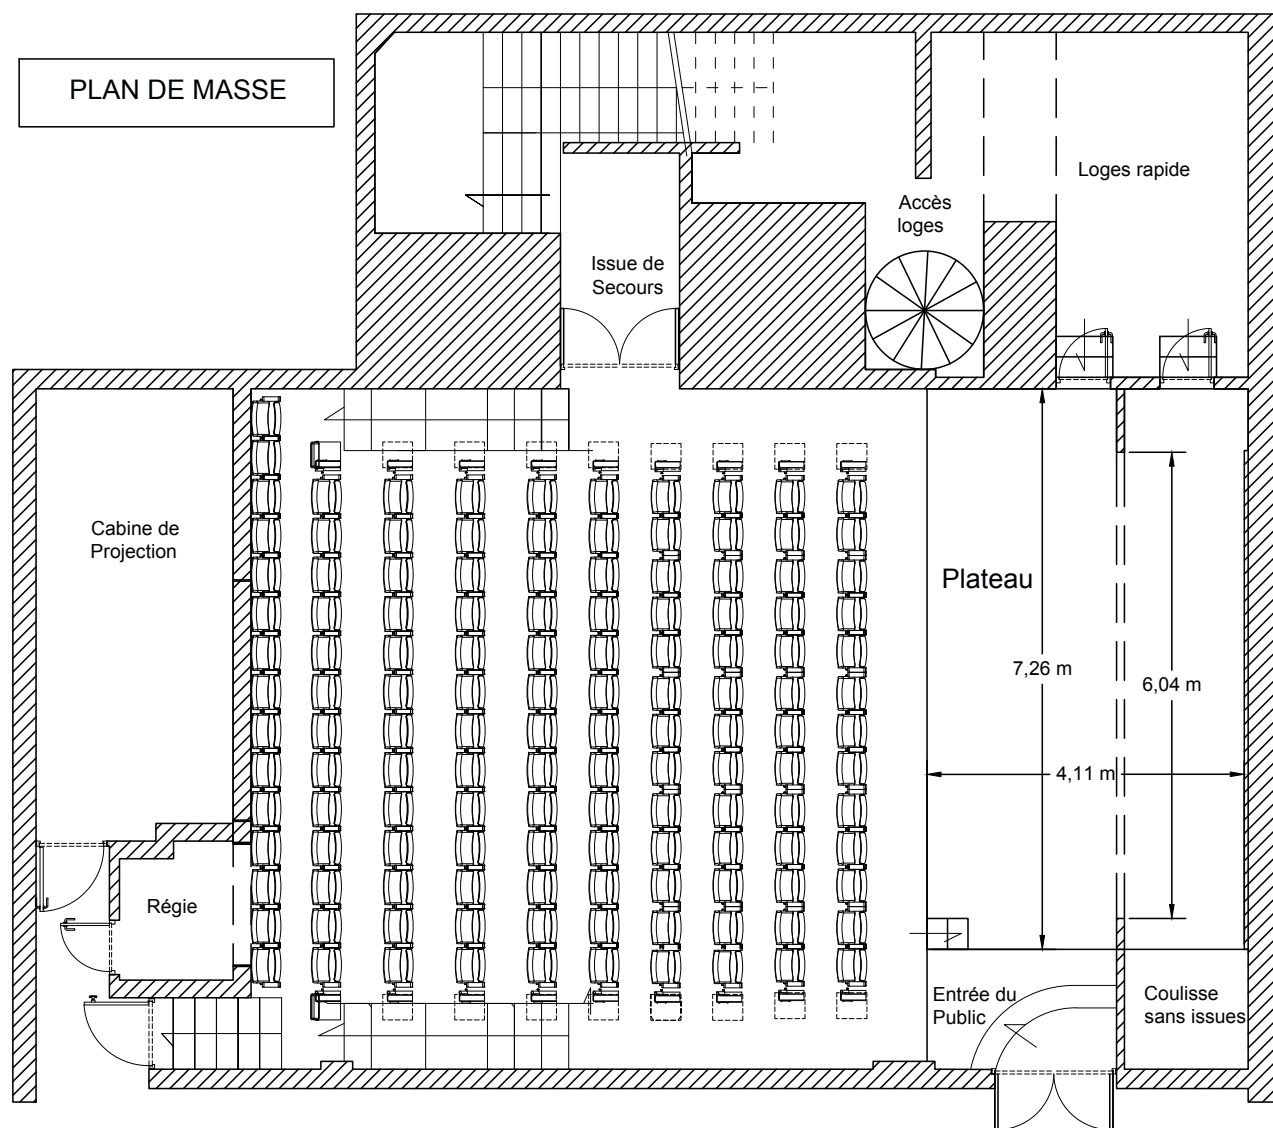 PLAN DE MASSE
Loges rapide
Accès
loges
Issue de
Secours
Cabine de
Projection
Plateau
7,26 m
6,04 m
4,11 m
Régie
Entrée du
Public
Coulisse
sans issues